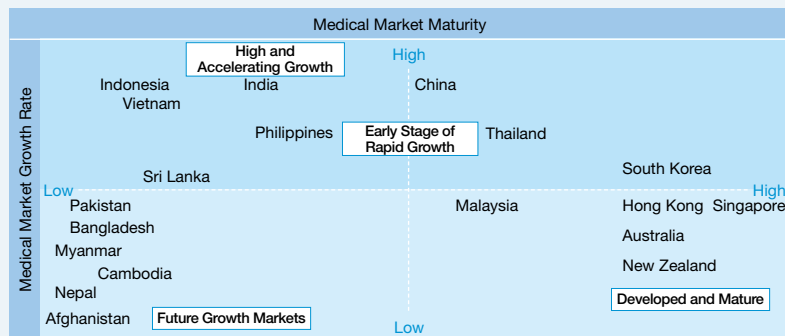 Medical Market Maturity
Medical Market Growth Rate
High and
Accelerating Growth
High
Indonesia
India
China
Vietnam
Philippines
Early Stage of
Rapid Growth
Thailand
South Korea
Sri Lanka
Low
High
Pakistan
Malaysia
Hong Kong Singapore
Bangladesh
Australia
Myanmar
Cambodia
New Zealand
Nepal
Developed and Mature
Afghanistan
Future Growth Markets
Low